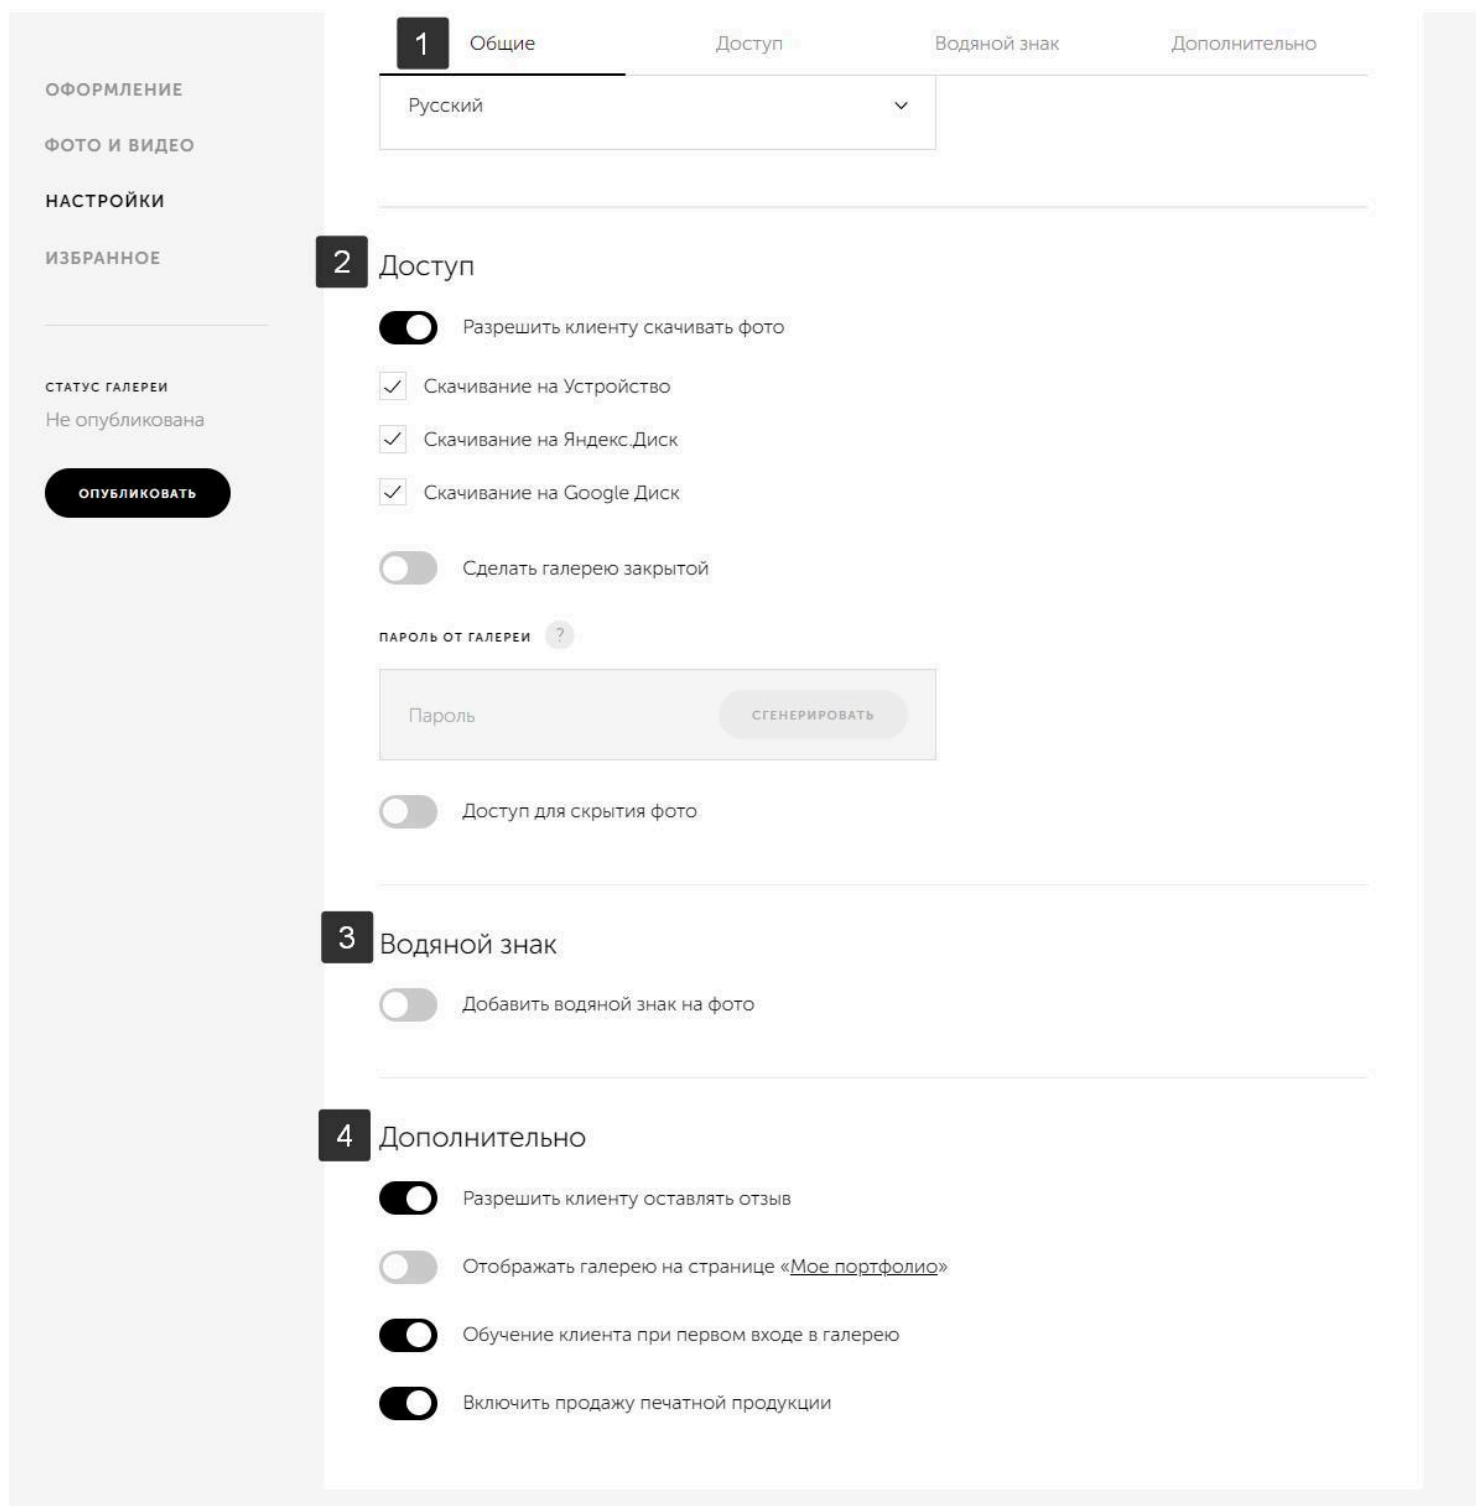 1 Общие Доступ Водяной знак Дополнительно
ОФОРМЛЕНИЕ
Русский
ФОТО И ВИДЕО
НАСТРОЙКИ
ИЗБРАННОЕ
2 Доступ
Разрешить клиенту скачивать фото
СТАТУС ГАЛЕРЕИ
Не опубликована
ОПУБЛИКОВАТЬ
Скачивание на Устройство
Скачивание на Яндекс.Диск
Скачивание на Google Диск
Сделать галерею закрытой
ПАРОЛЬ ОТ ГАЛЕРЕИ ?
Пароль СГЕНЕРИРОВАТЬ
Доступ для скрытия фото
3 Водяной знак
Добавить водяной знак на фото
4 Дополнительно
Разрешить клиенту оставлять отзыв
Отображать галерею на странице «Мое портфолио»
Обучение клиента при первом входе в галерею
Включить продажу печатной продукции